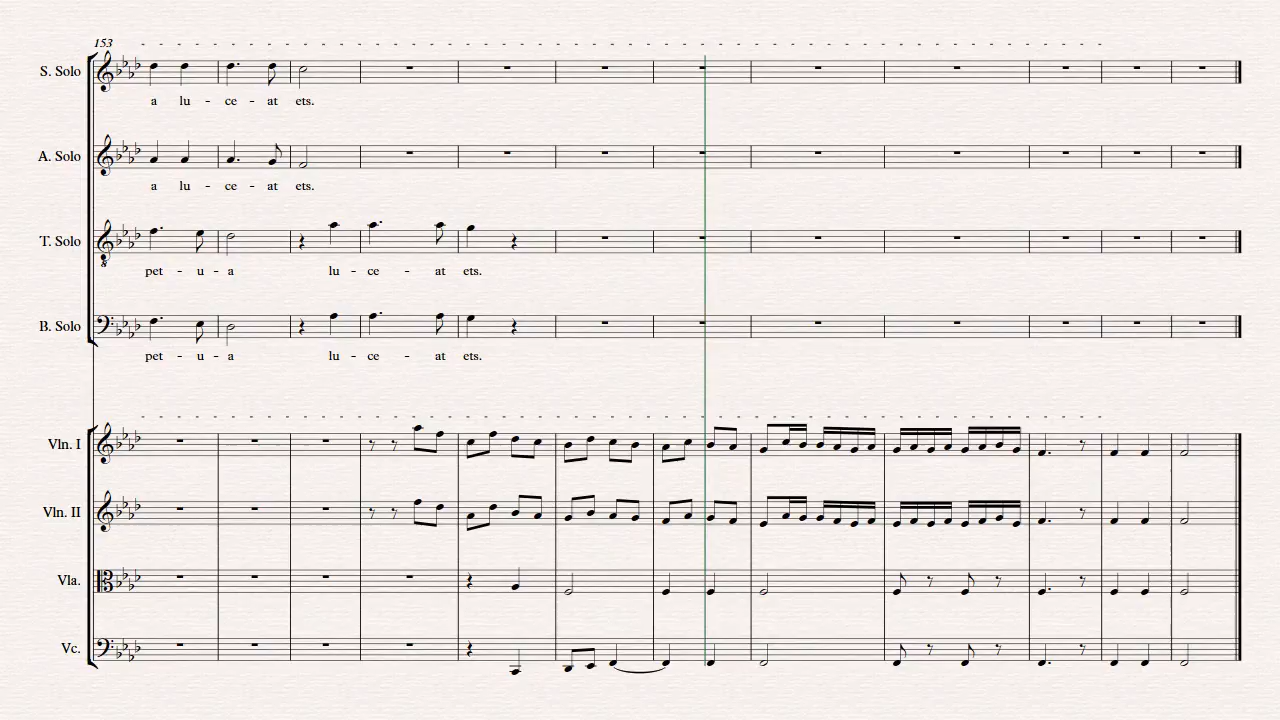 153
S. Solo
a lu - ce - at ets.
A. Solo
a lu - ce - at ets.
T. Solo
pet - u - a lu - ce - at ets.
B. Solo
pet - u - a lu - ce - at ets.
Vln. I
Vln. II
Vla.
Vc.